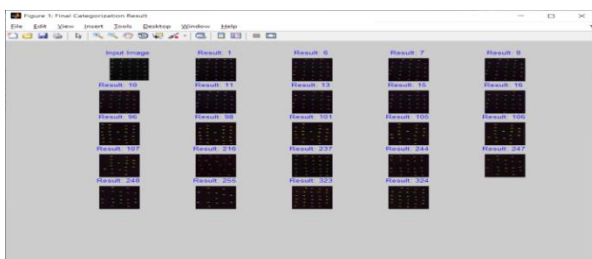 Figure 1: Final Categorization Result
File Edit View Insert Tools Desktop Window Help
Input Image Result: 1 Result: 6 Result: 7 Result: 8
Result: 10 Result: 11 Result: 13 Result: 15 Result: 16
Result: 96 Result: 98 Result: 101 Result: 105 Result: 106
Result: 107 Result: 216 Result: 237 Result: 244 Result: 247
Result: 248 Result: 255 Result: 323 Result: 324